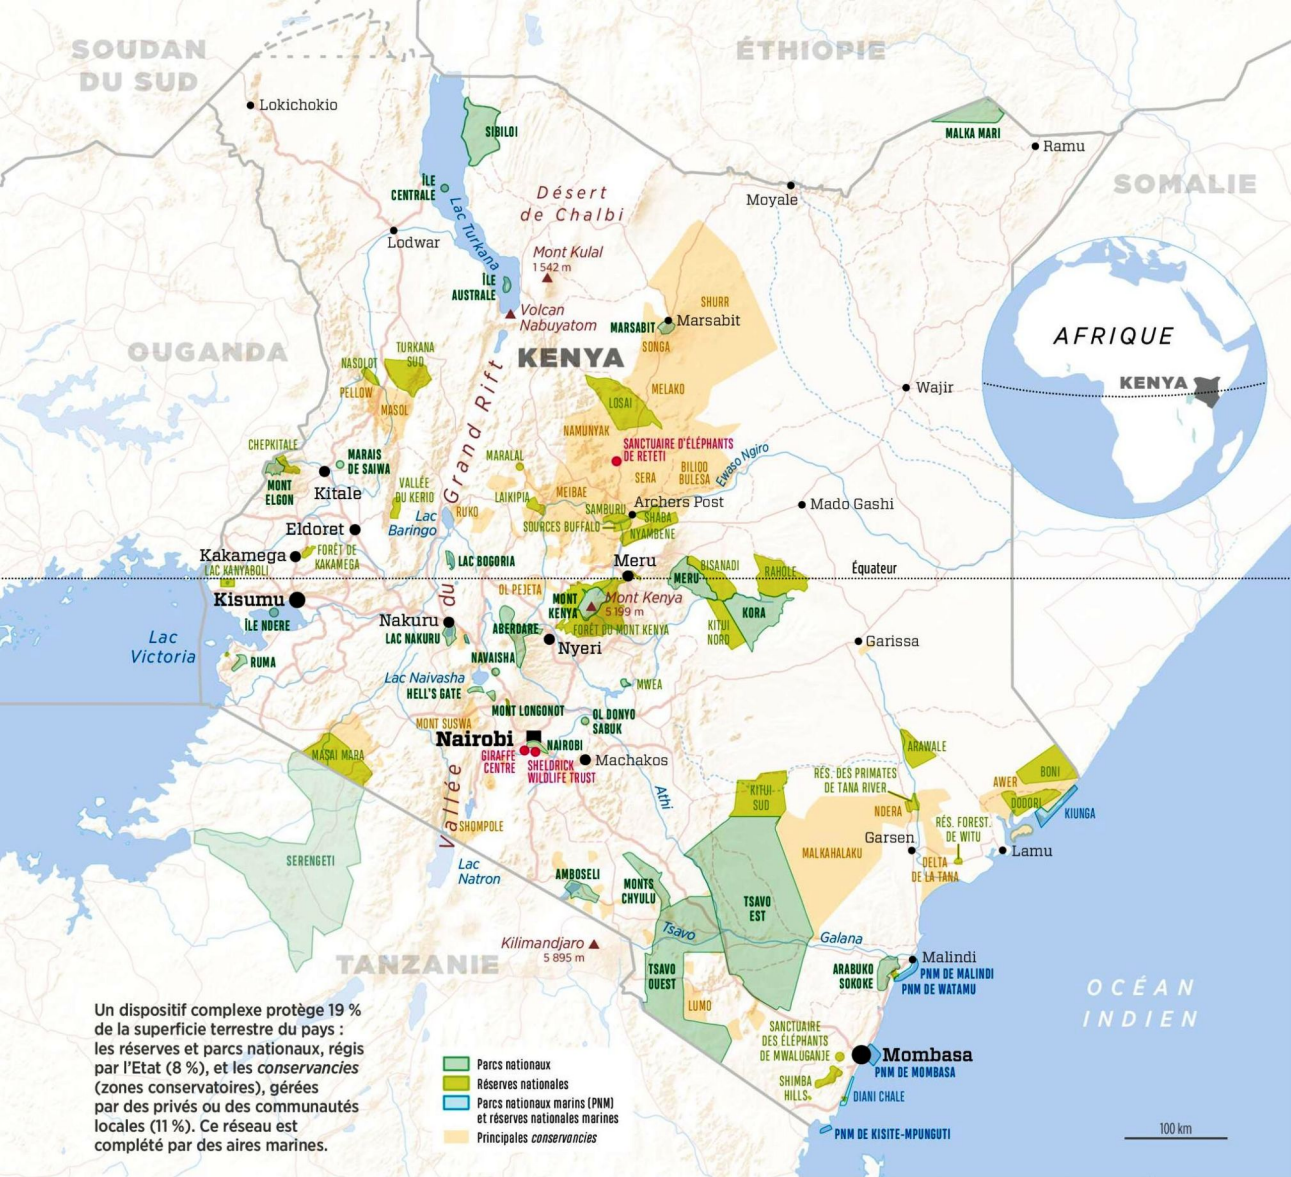 SOUDAN
DU SUD
ÉTHIOPIE
Lokichokio
SIBILOI
MALKA MARI
Ramu
SOMALIE
ÎLE
CENTRALE
Lac Turkana
Désert
de Chalbi
Moyale
Lodwar
Mont Kulal
1 542 m
ÎLE
AUSTRALE
Volcan
Nabuyatom
SHURR
MARSABIT
Marsabit
SONGA
AFRIQUE
KENYA
OUGANDA
KENYA
NASOLOT
TURKANA
SUD
PELLOW
MASOL
Wajir
MELAKO
LOSAI
NAMUNYAK
SANCTUAIRE D'ÉLÉPHANTS
DE RETETI
CHEPKITALE
MARAIS
DE SAIWA
MONT
ELGON
Kitale
VALLÉE
DU KERIO
MARALAL
Vallée du Grand Rift
SERA
BILIQO
BULESA
Ewaso Ngiro
LAIKIPIA
MEIBAE
RUKO
Lac
Baringo
SAMBURU
Archers Post
SHABA
SOURCES BUFFALO
NYAMBENE
Mado Gashi
Eldoret
Kakamega
FORÊT DE
KAKAMEGA
LAC KANYABOLI
LAC BOGORIA
Meru
MERU
BISANADI
RAHOLE
Équateur
Kisumu
ÎLE NDERE
OL PEJETA
MONT
KENYA
Mont Kenya
5 199 m
FORÊT DU MONT KENYA
KITUI
NORD
KORA
Nakuru
LAC NAKURU
ABERDARE
Nyeri
Garissa
Lac
Victoria
RUMA
NAVAISHA
Lac Naivasha
HELL'S GATE
MWEA
MONT LONGONOT
OL DONYO
SABUK
MONT SUSWA
Nairobi
NAIROBI
GIRAFFE
CENTRE
SHELDRICK
WILDLIFE TRUST
Machakos
MASAI MARA
ARAWALE
Athi
KITUI
SUD
RÉS. DES PRIMATES
DE TANA RIVER
NDERA
AWER
BONI
DODORI
KIUNGA
SHOMPOLE
RÉS. FOREST.
DE WITU
Garsen
Lamu
MALKAHALAKU
DELTA
DE LA TANA
SERENGETI
Lac
Natron
AMBOSELI
MONTS
CHYULU
TSAVO
EST
Tsavo
Galana
Kilimandjaro
5 895 m
TANZANIE
TSAVO
OUEST
LUMO
ARABUKO
SOKOKE
Malindi
PNM DE MALINDI
PNM DE WATAMU
OCÉAN
INDIEN
SANCTUAIRE
DES ÉLÉPHANTS
DE MWALUGANJE
Mombasa
PNM DE MOMBASA
SHIMBA
HILLS
DIANI CHALE
PNM DE KISITE-MPUNGUTI
Un dispositif complexe protège 19 %
de la superficie terrestre du pays :
les réserves et parcs nationaux, régis
par l'Etat (8 %), et les conservancies
(zones conservatoires), gérées
par des privés ou des communautés
locales (11 %). Ce réseau est
complété par des aires marines.
Parcs nationaux
Réserves nationales
Parcs nationaux marins (PNM)
et réserves nationales marines
Principales conservancies
100 km